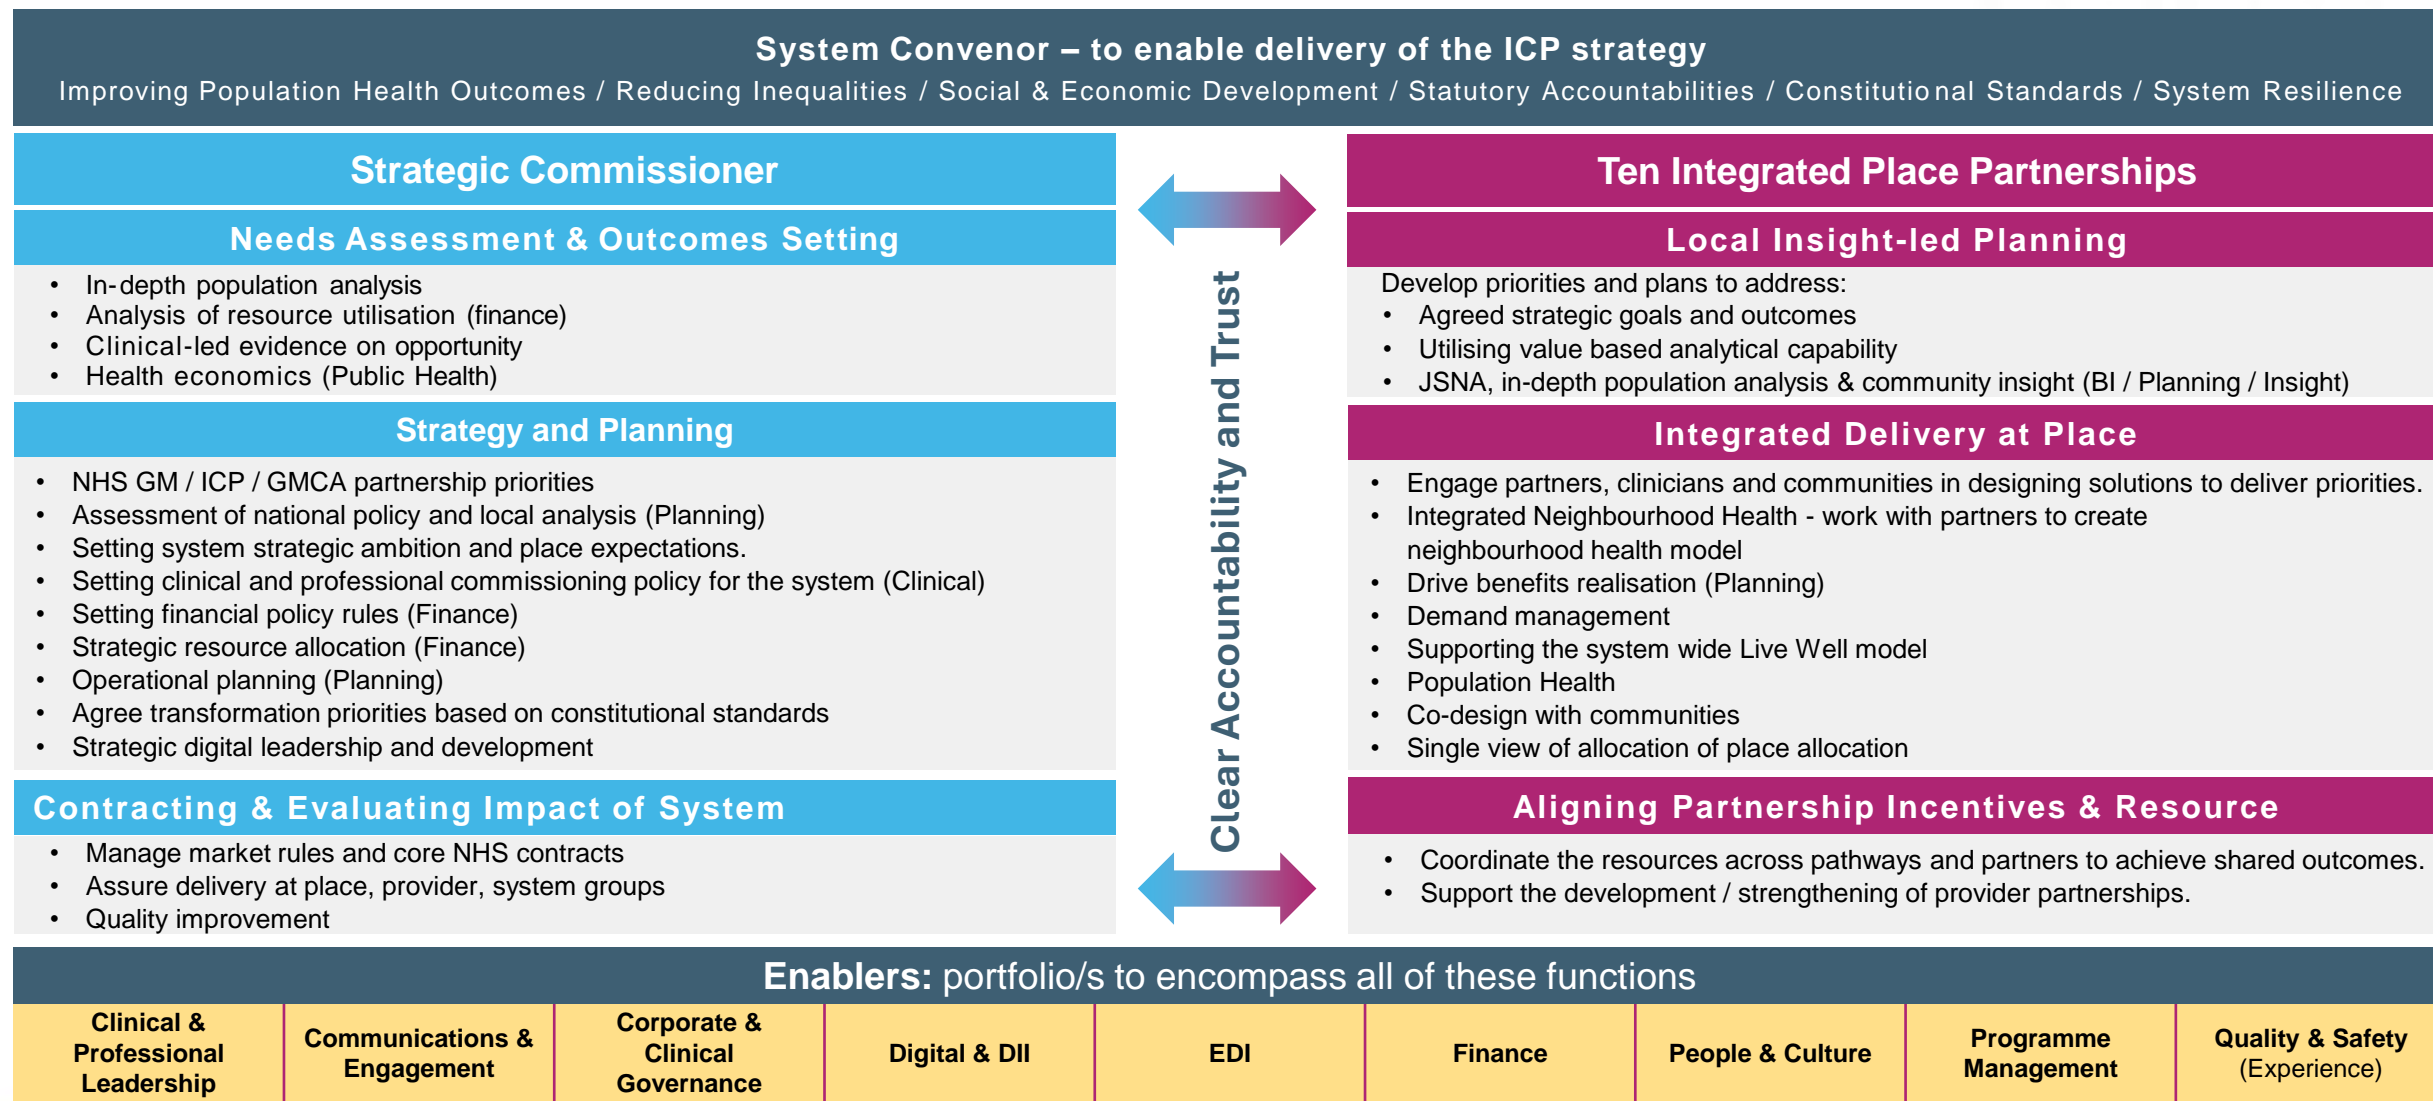 System Convenor – to enable delivery of the ICP strategy
Improving Population Health Outcomes / Reducing Inequalities / Social & Economic Development / Statutory Accountabilities / Constitutional Standards / System Resilience
Strategic Commissioner
Needs Assessment & Outcomes Setting
• In-depth population analysis
• Analysis of resource utilisation (finance)
• Clinical-led evidence on opportunity
• Health economics (Public Health)
Strategy and Planning
• NHS GM / ICP / GMCA partnership priorities
• Assessment of national policy and local analysis (Planning)
• Setting system strategic ambition and place expectations.
• Setting clinical and professional commissioning policy for the system (Clinical)
• Setting financial policy rules (Finance)
• Strategic resource allocation (Finance)
• Operational planning (Planning)
• Agree transformation priorities based on constitutional standards
• Strategic digital leadership and development
Contracting & Evaluating Impact of System
• Manage market rules and core NHS contracts
• Assure delivery at place, provider, system groups
• Quality improvement
Clear Accountability and Trust
Ten Integrated Place Partnerships
Local Insight-led Planning
Develop priorities and plans to address:
• Agreed strategic goals and outcomes
• Utilising value based analytical capability
• JSNA, in-depth population analysis & community insight (BI / Planning / Insight)
Integrated Delivery at Place
• Engage partners, clinicians and communities in designing solutions to deliver priorities.
• Integrated Neighbourhood Health - work with partners to create
neighbourhood health model
• Drive benefits realisation (Planning)
• Demand management
• Supporting the system wide Live Well model
• Population Health
• Co-design with communities
• Single view of allocation of place allocation
Aligning Partnership Incentives & Resource
• Coordinate the resources across pathways and partners to achieve shared outcomes.
• Support the development / strengthening of provider partnerships.
Enablers: portfolio/s to encompass all of these functions
Clinical &
Professional
Leadership
Communications &
Engagement
Corporate &
Clinical
Governance
Digital & DII
EDI
Finance
People & Culture
Programme
Management
Quality & Safety
(Experience)